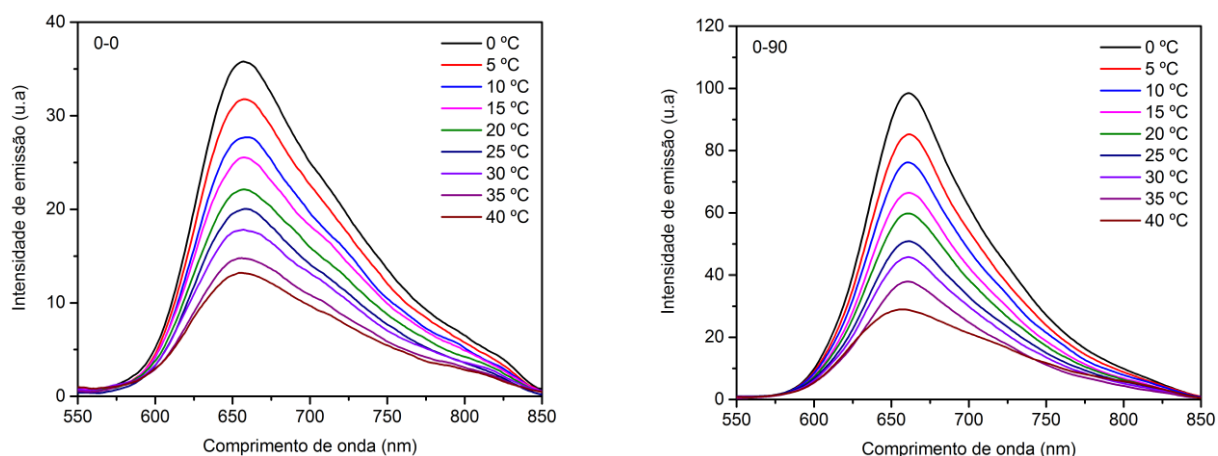 0-0
0 ºC
5 ºC
10 ºC
15 ºC
20 ºC
25 ºC
30 ºC
35 ºC
40 ºC
Intensidade de emissão (u.a)
40
30
20
10
0
550 600 650 700 750 800 850
Comprimento de onda (nm)
0-90
0 ºC
5 ºC
10 ºC
15 ºC
20 ºC
25 ºC
30 ºC
35 ºC
40 ºC
Intensidade de emissão (u.a)
120
100
80
60
40
20
0
550 600 650 700 750 800 850
Comprimento de onda (nm)